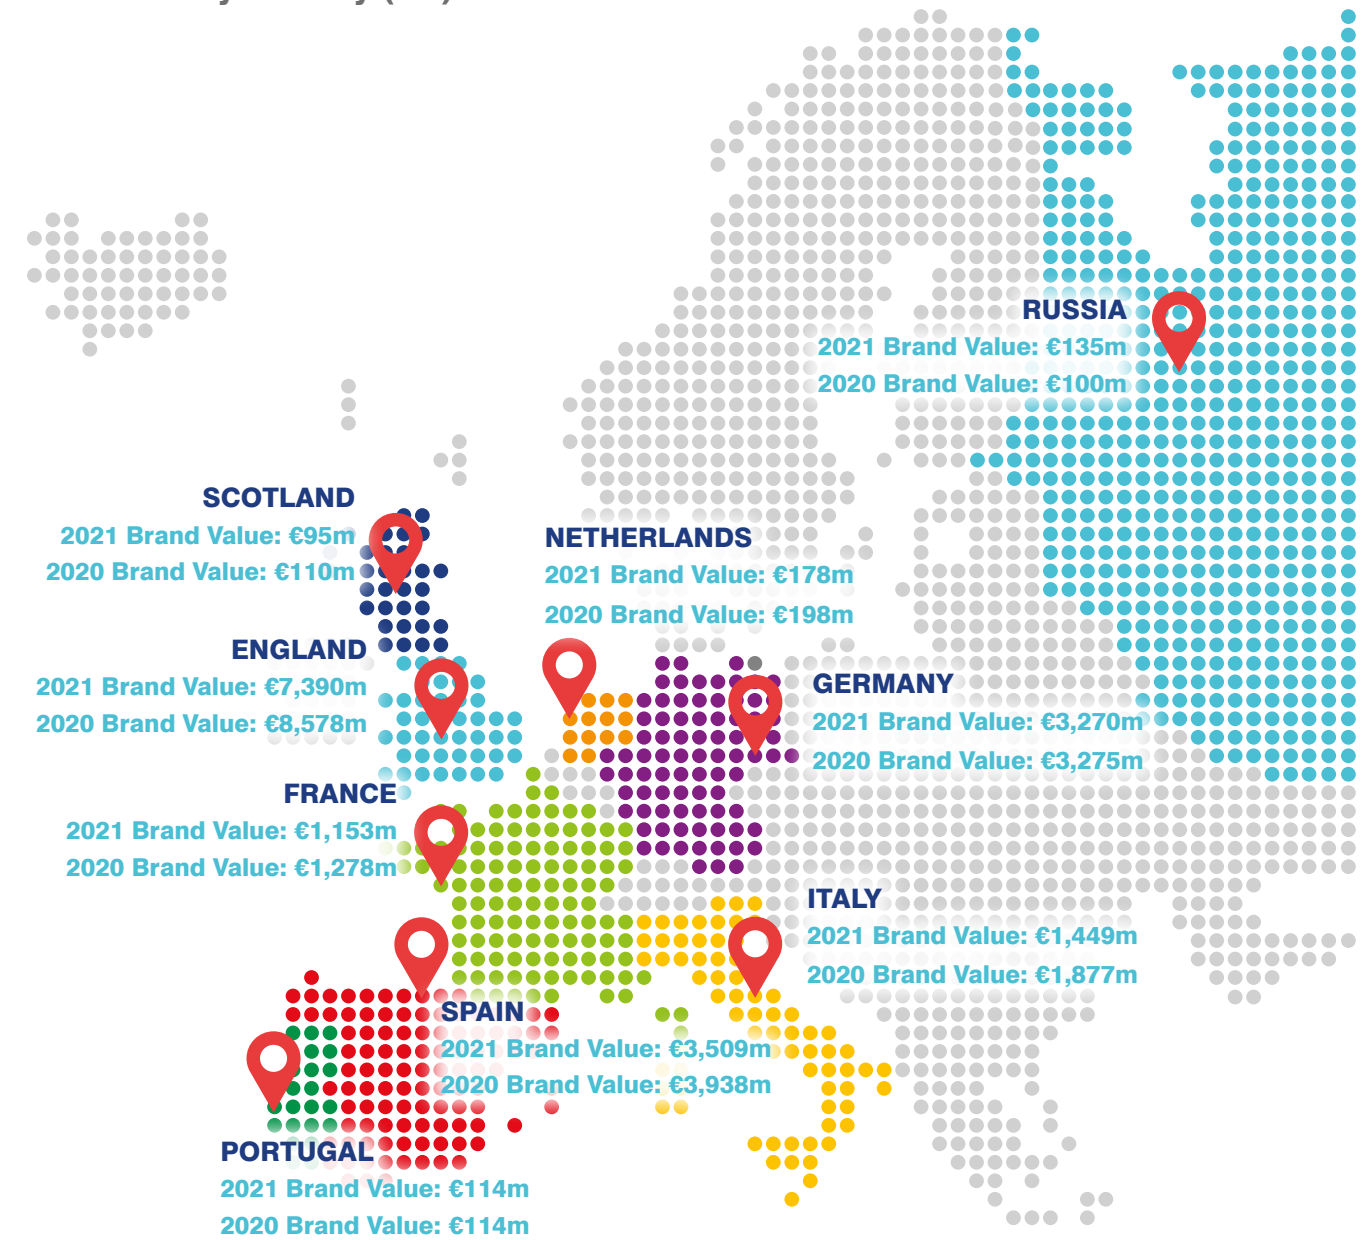 RUSSIA
2021 Brand Value: €135m
2020 Brand Value: €100m
SCOTLAND
2021 Brand Value: €95m
2020 Brand Value: €110m
NETHERLANDS
2021 Brand Value: €178m
2020 Brand Value: €198m
ENGLAND
2021 Brand Value: €7,390m
2020 Brand Value: €8,578m
GERMANY
2021 Brand Value: €3,270m
2020 Brand Value: €3,275m
FRANCE
2021 Brand Value: €1,153m
2020 Brand Value: €1,278m
ITALY
2021 Brand Value: €1,449m
2020 Brand Value: €1,877m
SPAIN
2021 Brand Value: €3,509m
2020 Brand Value: €3,938m
PORTUGAL
2021 Brand Value: €114m
2020 Brand Value: €114m